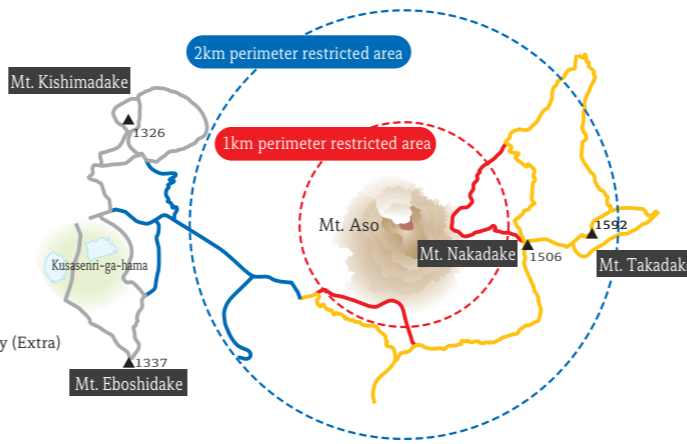 2km perimeter restricted area
Mt. Kishimadake
1326
1km perimeter restricted area
Mt. Aso
1592
Mt. Nakadake
1506
Mt. Takadake
Kusasenri-ga-hama
y (Extra)
1337
Mt. Eboshidake